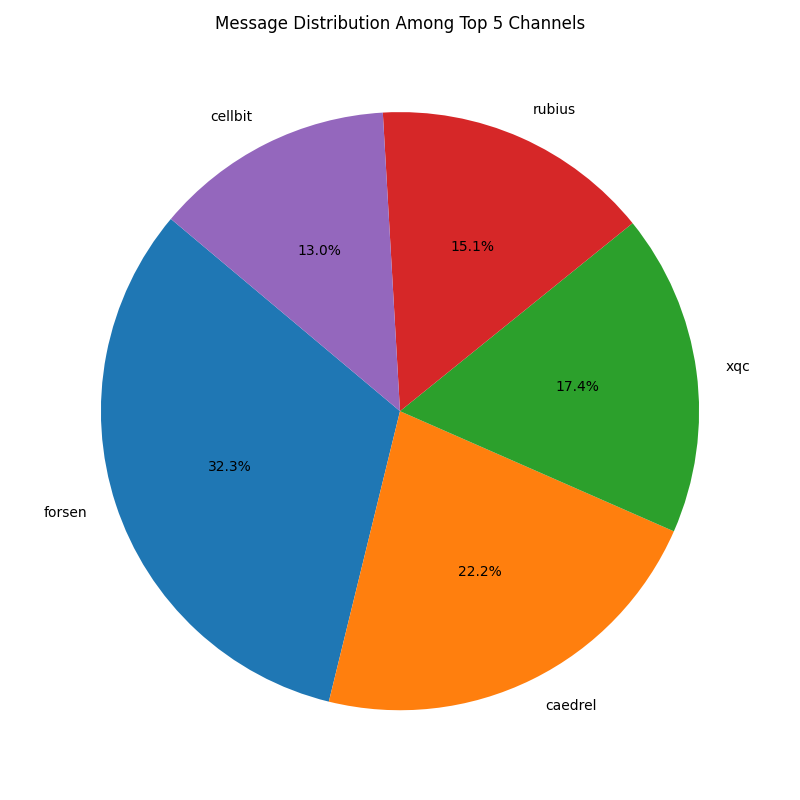 Message Distribution Among Top 5 Channels
rubius
cellbit
15.1%
13.0%
xqc
17.4%
32.3%
forsen
22.2%
caedrel